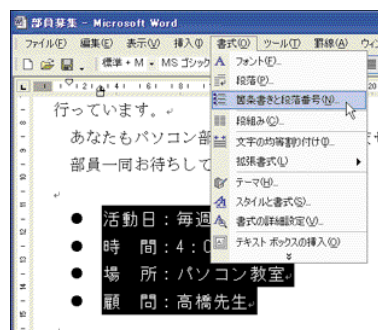 部員募集 - Microsoft Word
ファイル(F) 編集(E) 表示(V) 挿入(I) 書式(O) ツール(T) 罫線(A)
標準 + M MS ゴシック
フォント(F)...
段落(P)...
箇条書きと段落番号(N)...
段組み(C)...
文字の均等割り付け(I)...
拡張書式(L)
テーマ(H)...
スタイルと書式(S)...
書式の詳細設定(V)...
テキスト ボックスの挿入(O)
行っています。
あなたもパソコン部
部員一同お待ちして
● 活動日：毎週
● 時　間：4：0
● 場　所：パソコン教室
● 顧　問：高橋先生